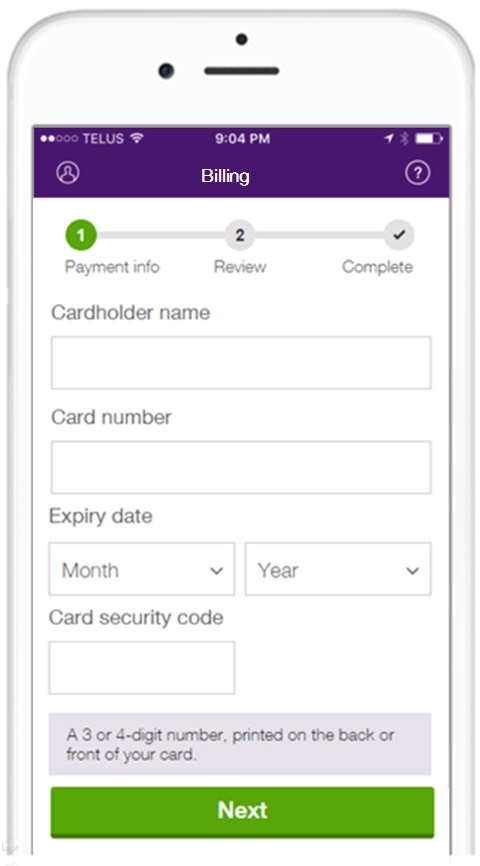 TELUS 9:04 PM
Billing ?
1 2
Payment info Review Complete
Cardholder name
Card number
Expiry date
Month Year
Card security code
A 3 or 4-digit number, printed on the back or
front of your card.
Next